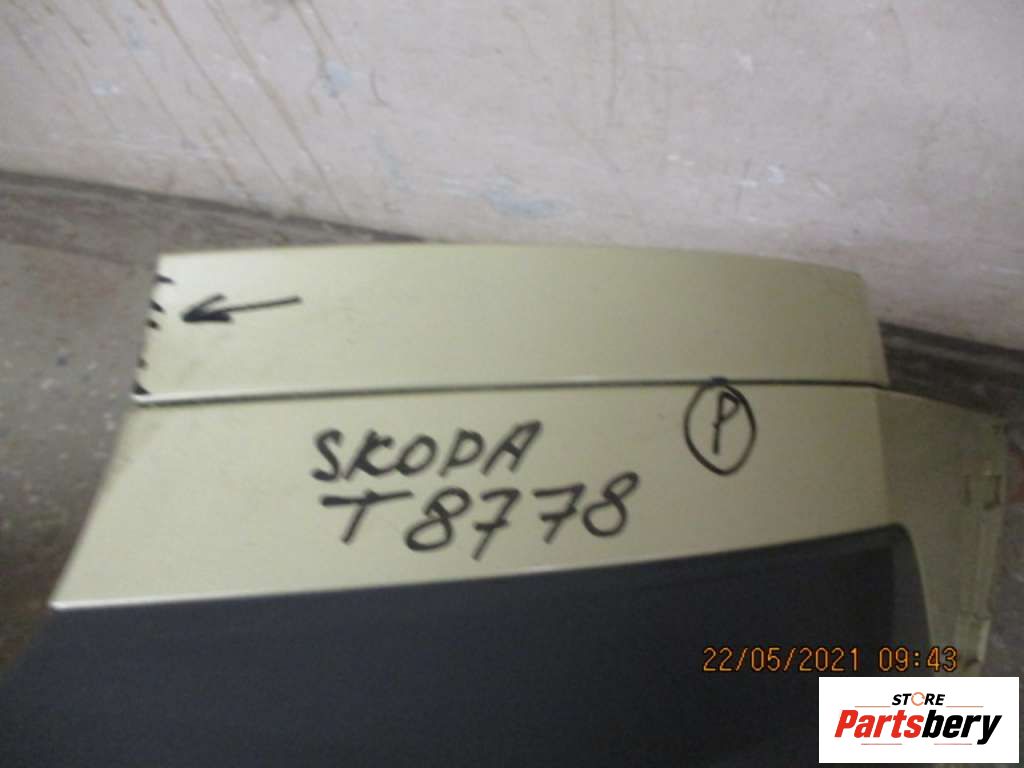 SKODA
P
T8778
22/05/2021 09:43
STORE
Partsbery